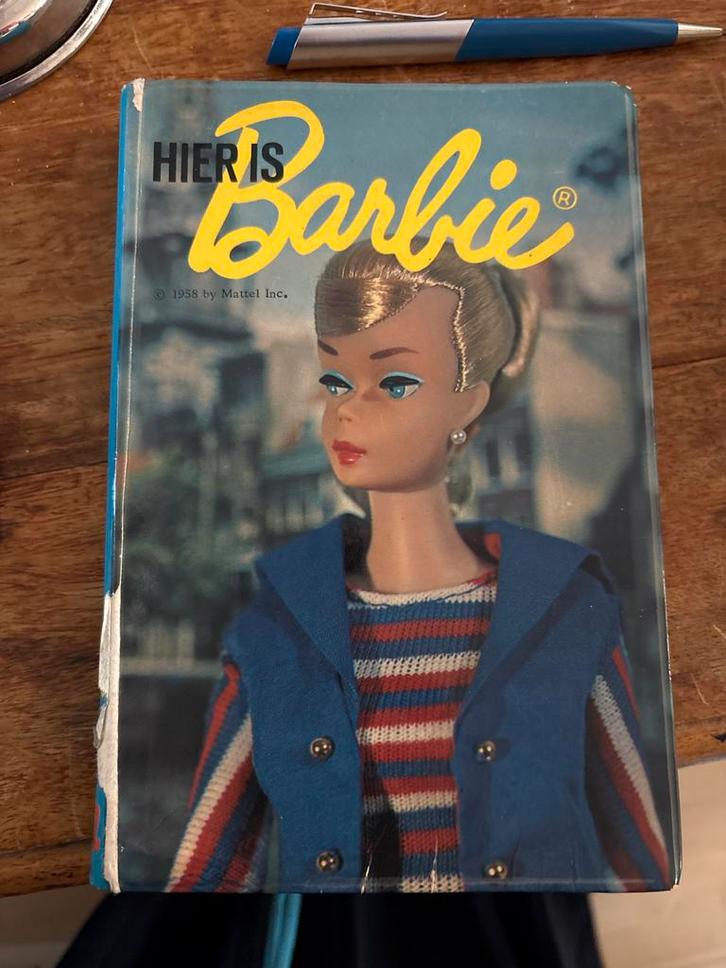 HIER IS
Barbie®
© 1958 by Mattel Inc.